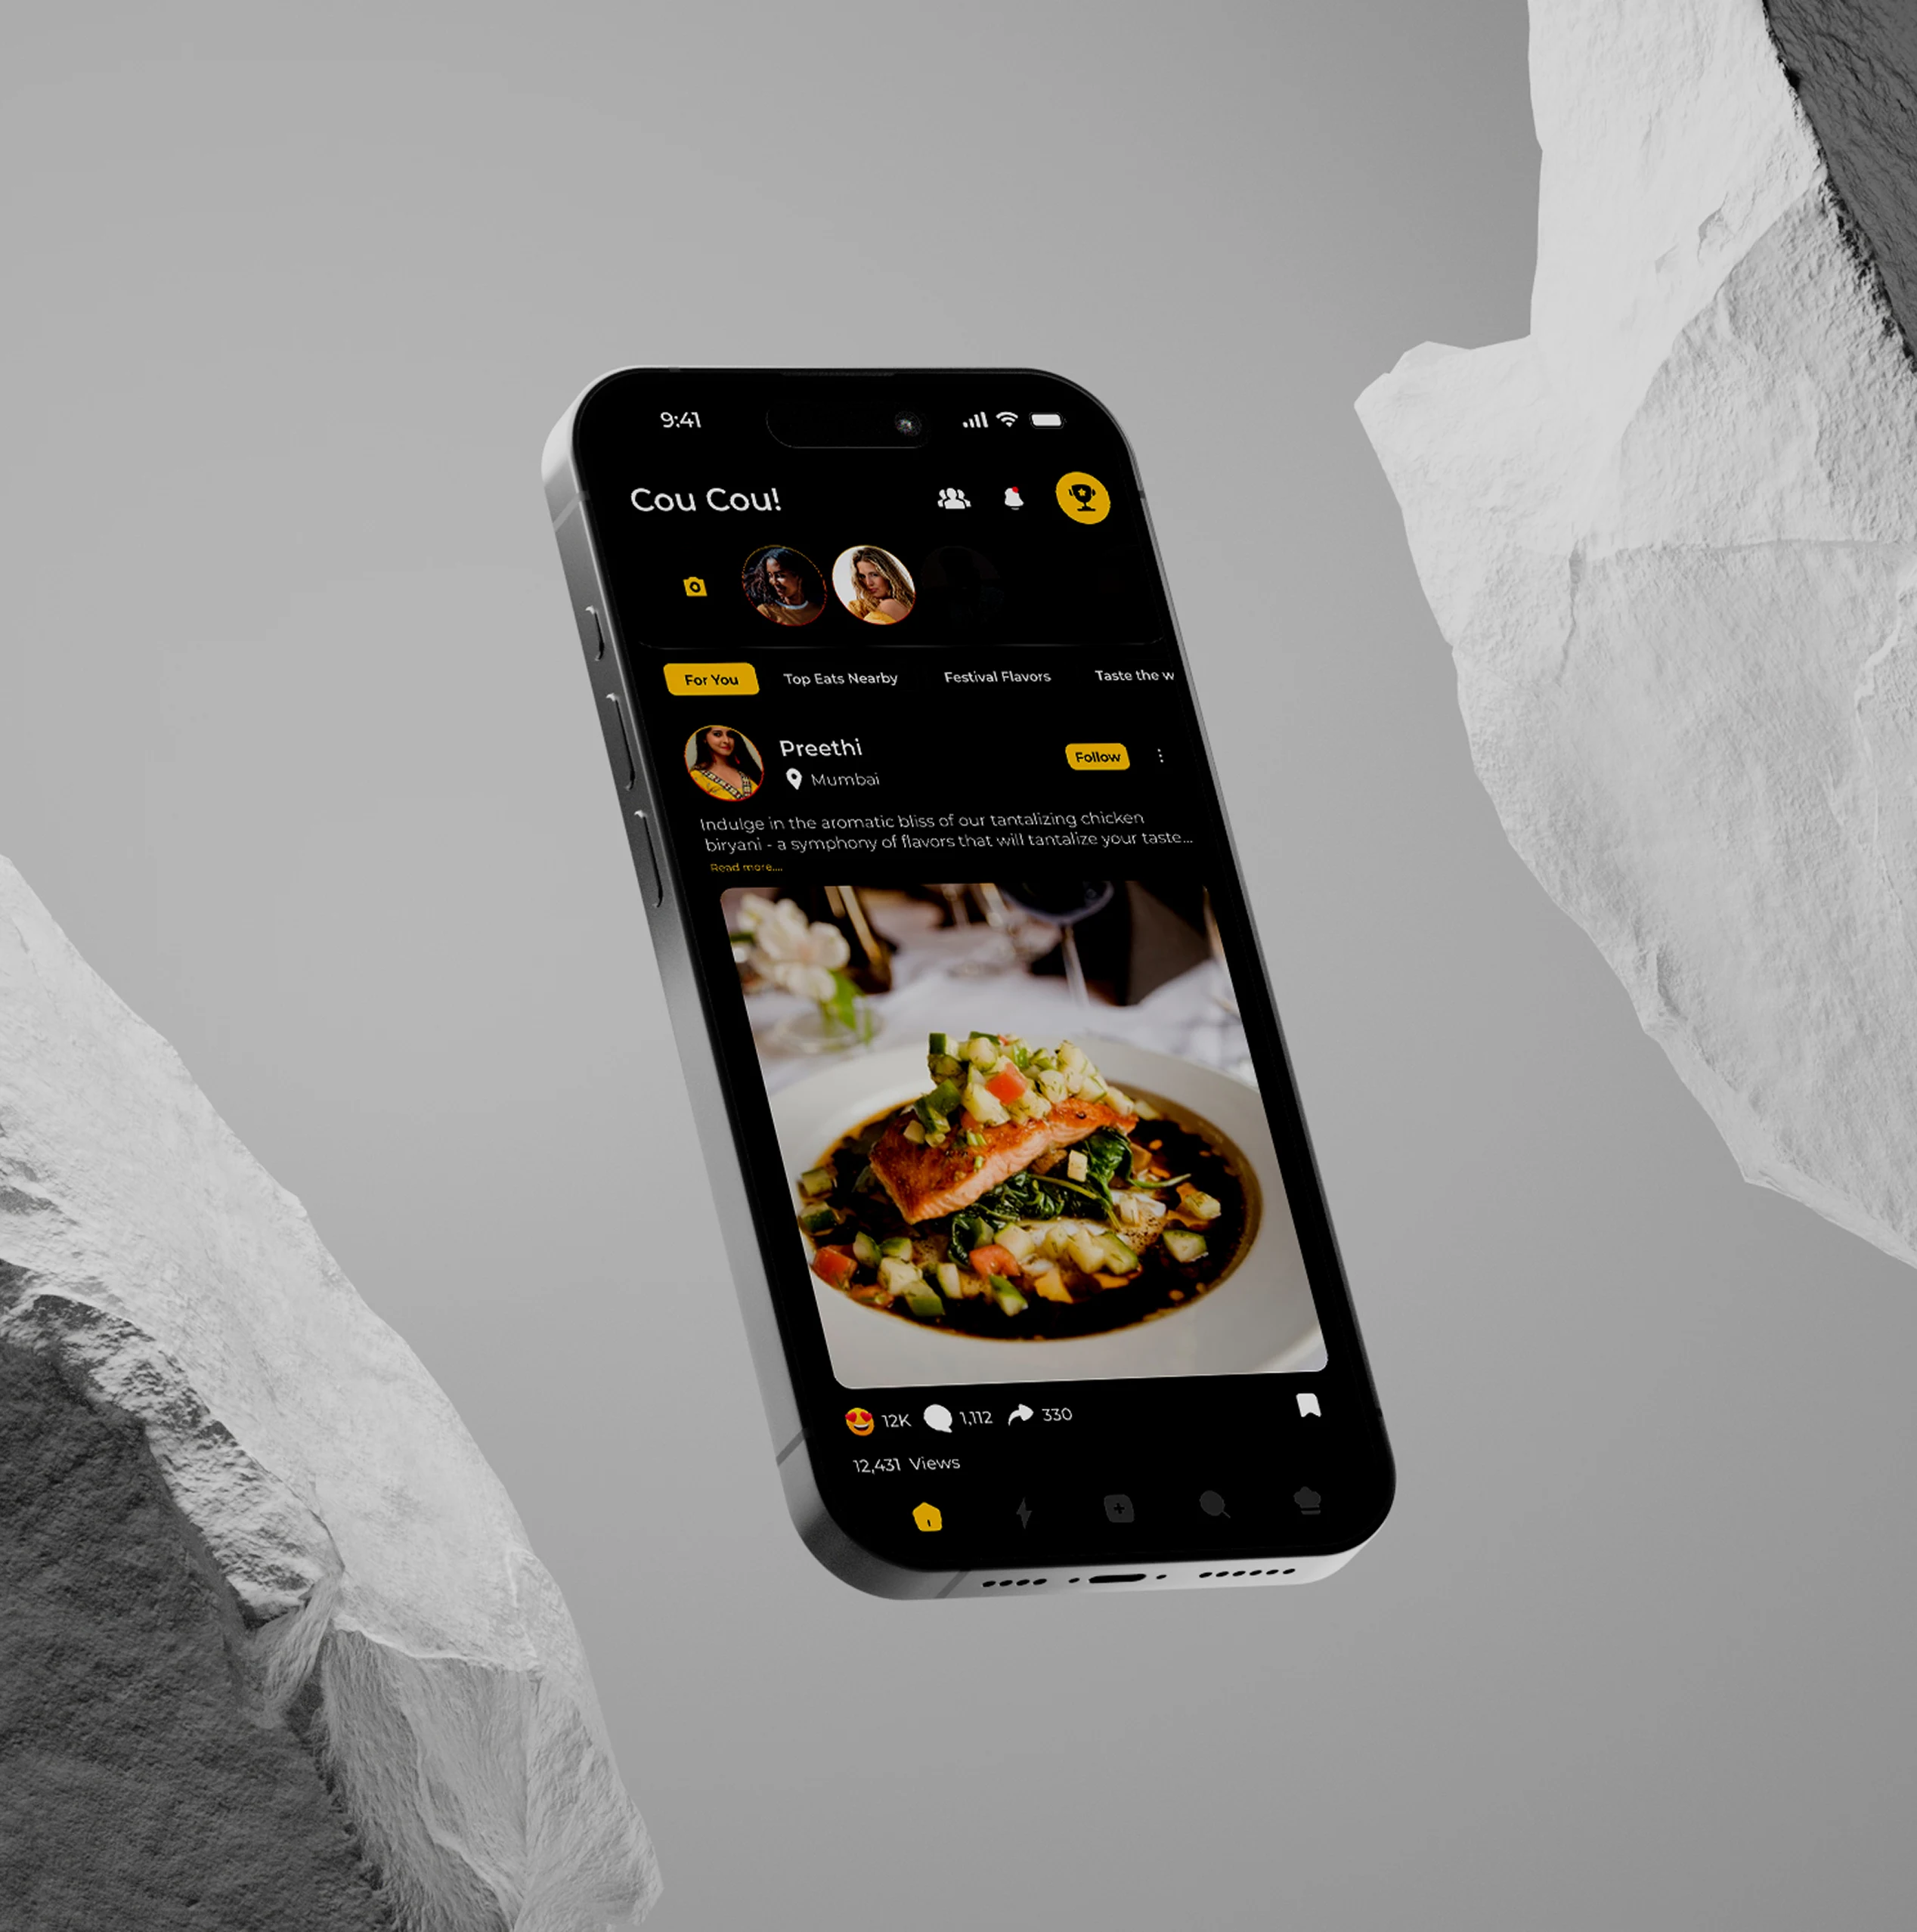 9:41
Cou Cou!
For You
Top Eats Nearby
Festival Flavors
Taste the w
Preethi
Mumbai
Follow
Indulge in the aromatic bliss of our tantalizing chicken
biryani - a symphony of flavors that will tantalize your taste...
Read more....
12K
1,112
330
12,431 Views